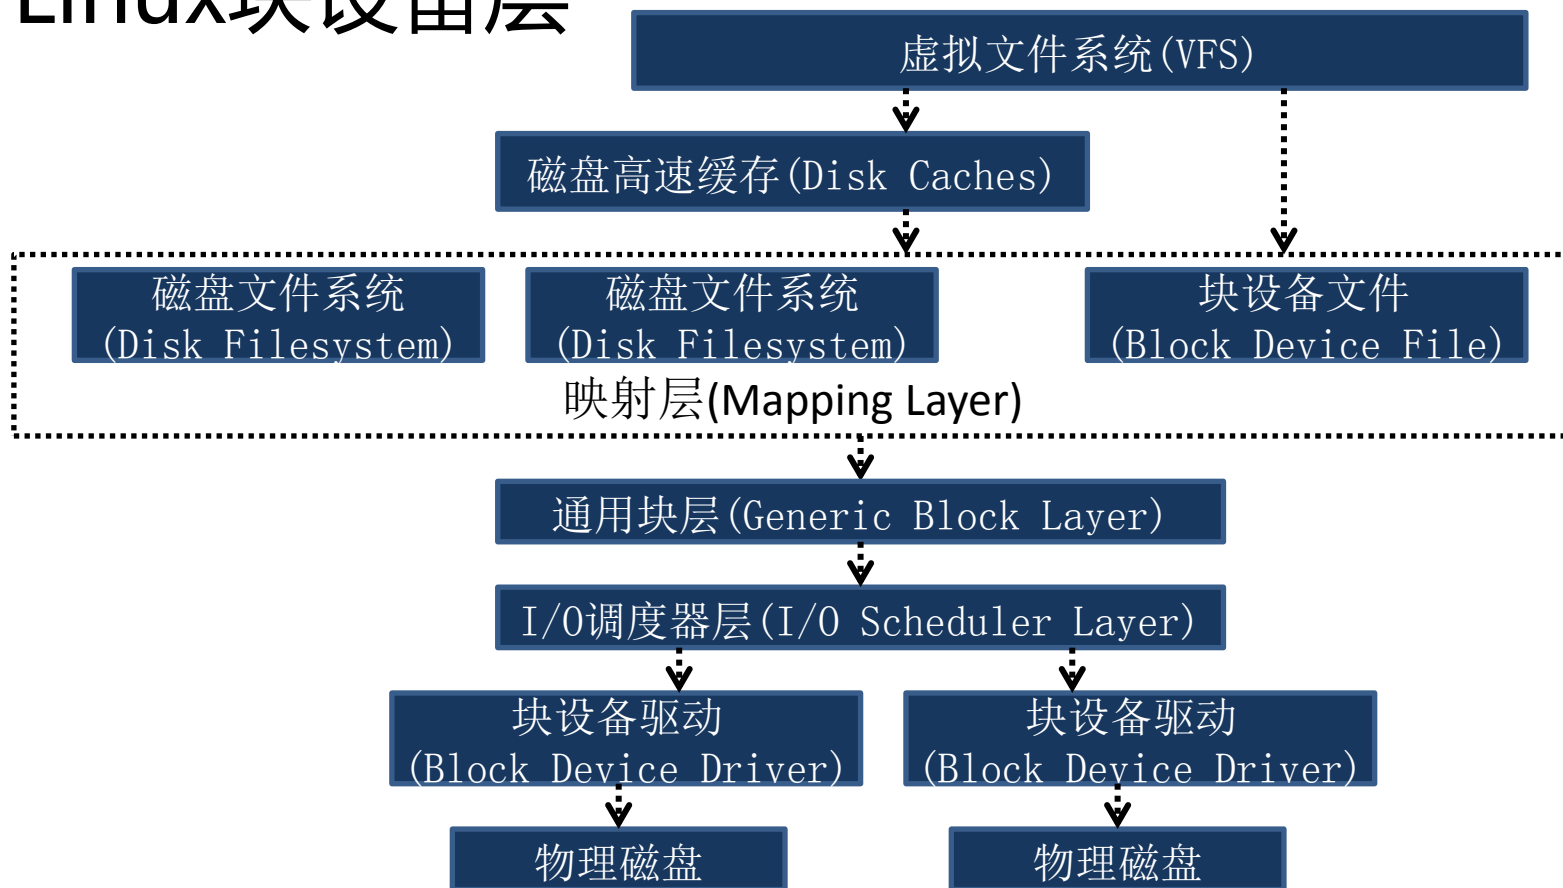 Linux块设备层
虚拟文件系统(VFS)
磁盘高速缓存(Disk Caches)
磁盘文件系统
(Disk Filesystem)
磁盘文件系统
(Disk Filesystem)
块设备文件
(Block Device File)
映射层(Mapping Layer)
通用块层(Generic Block Layer)
I/O调度器层(I/O Scheduler Layer)
块设备驱动
(Block Device Driver)
块设备驱动
(Block Device Driver)
物理磁盘
物理磁盘